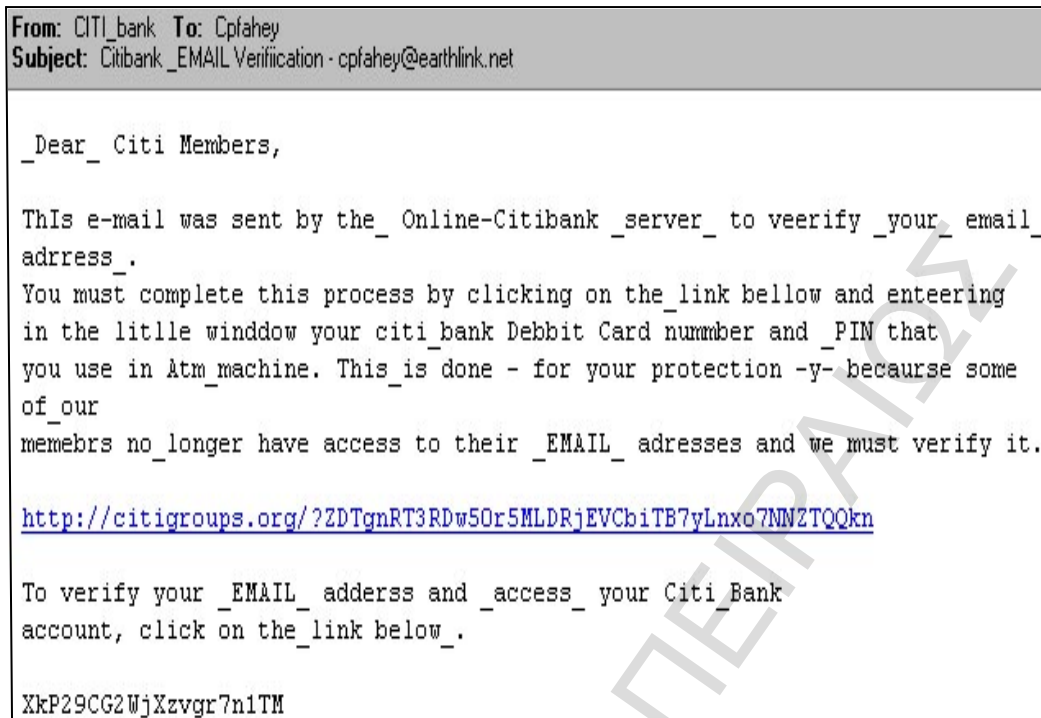 From: CITI_bank To: Cpfahey
Subject: Citibank _EMAIL Verifiication - cpfahey@earthlink.net
_Dear_ Citi Members,
ThIs e-mail was sent by the_ Online-Citibank _server_ to veerify _your_ email_
adrress_.
You must complete this process by clicking on the_link bellow and enteering
in the litlle winddow your citi_bank Debbit Card nummber and _PIN that
you use in Atm_machine. This_is done - for your protection -y- becaurse some
of_our
memebrs no_longer have access to their _EMAIL_ adresses and we must verify it.
http://citigroups.org/?ZDTgnRT3RDw5Or5MLDRjEVCbiTB7yLnxo7NNZTQQkn
To verify your _EMAIL_ adderss and _access_ your Citi_Bank
account, click on the_link below_.
XkP29CG2WjXzvgr7n1TM
ΠΕΙΡΑΙΩΣ